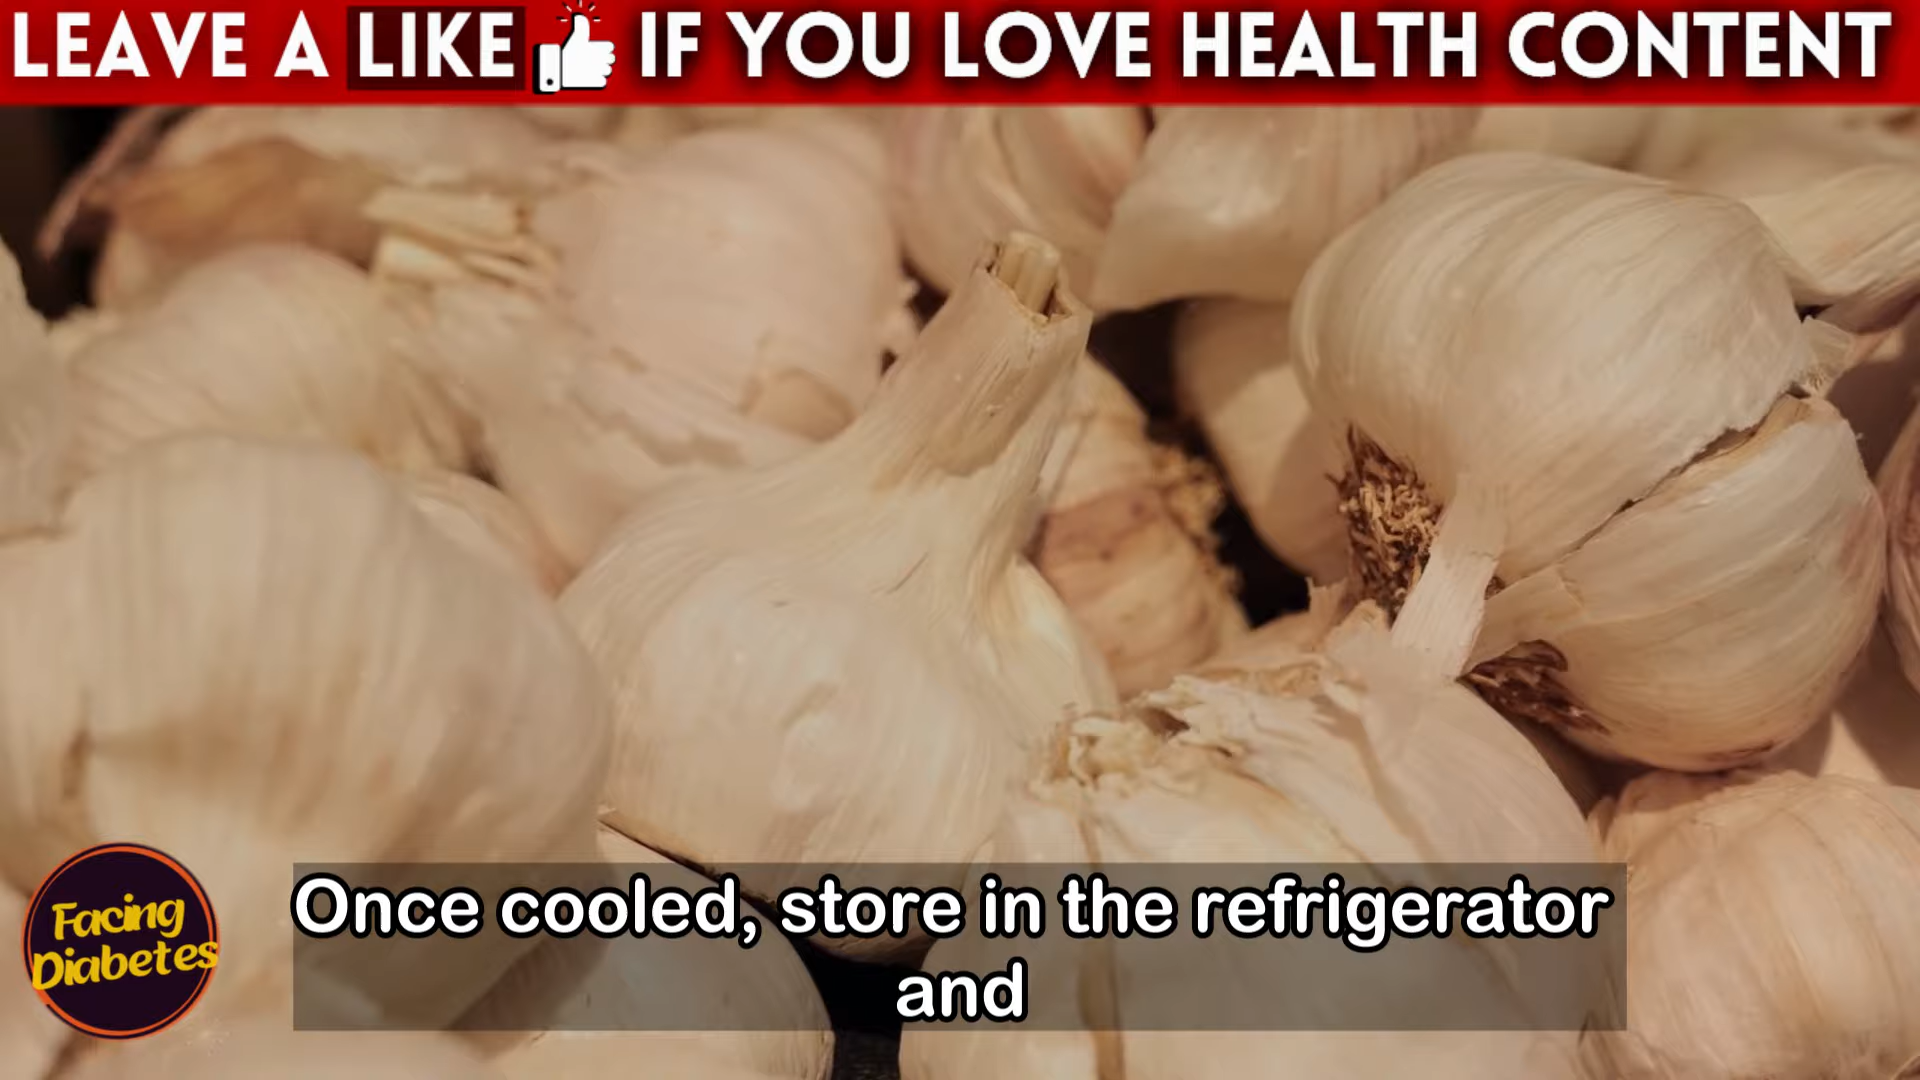 LEAVE A LIKE IF YOU LOVE HEALTH CONTENT
Once cooled, store in the refrigerator
and
Facing
Diabetes